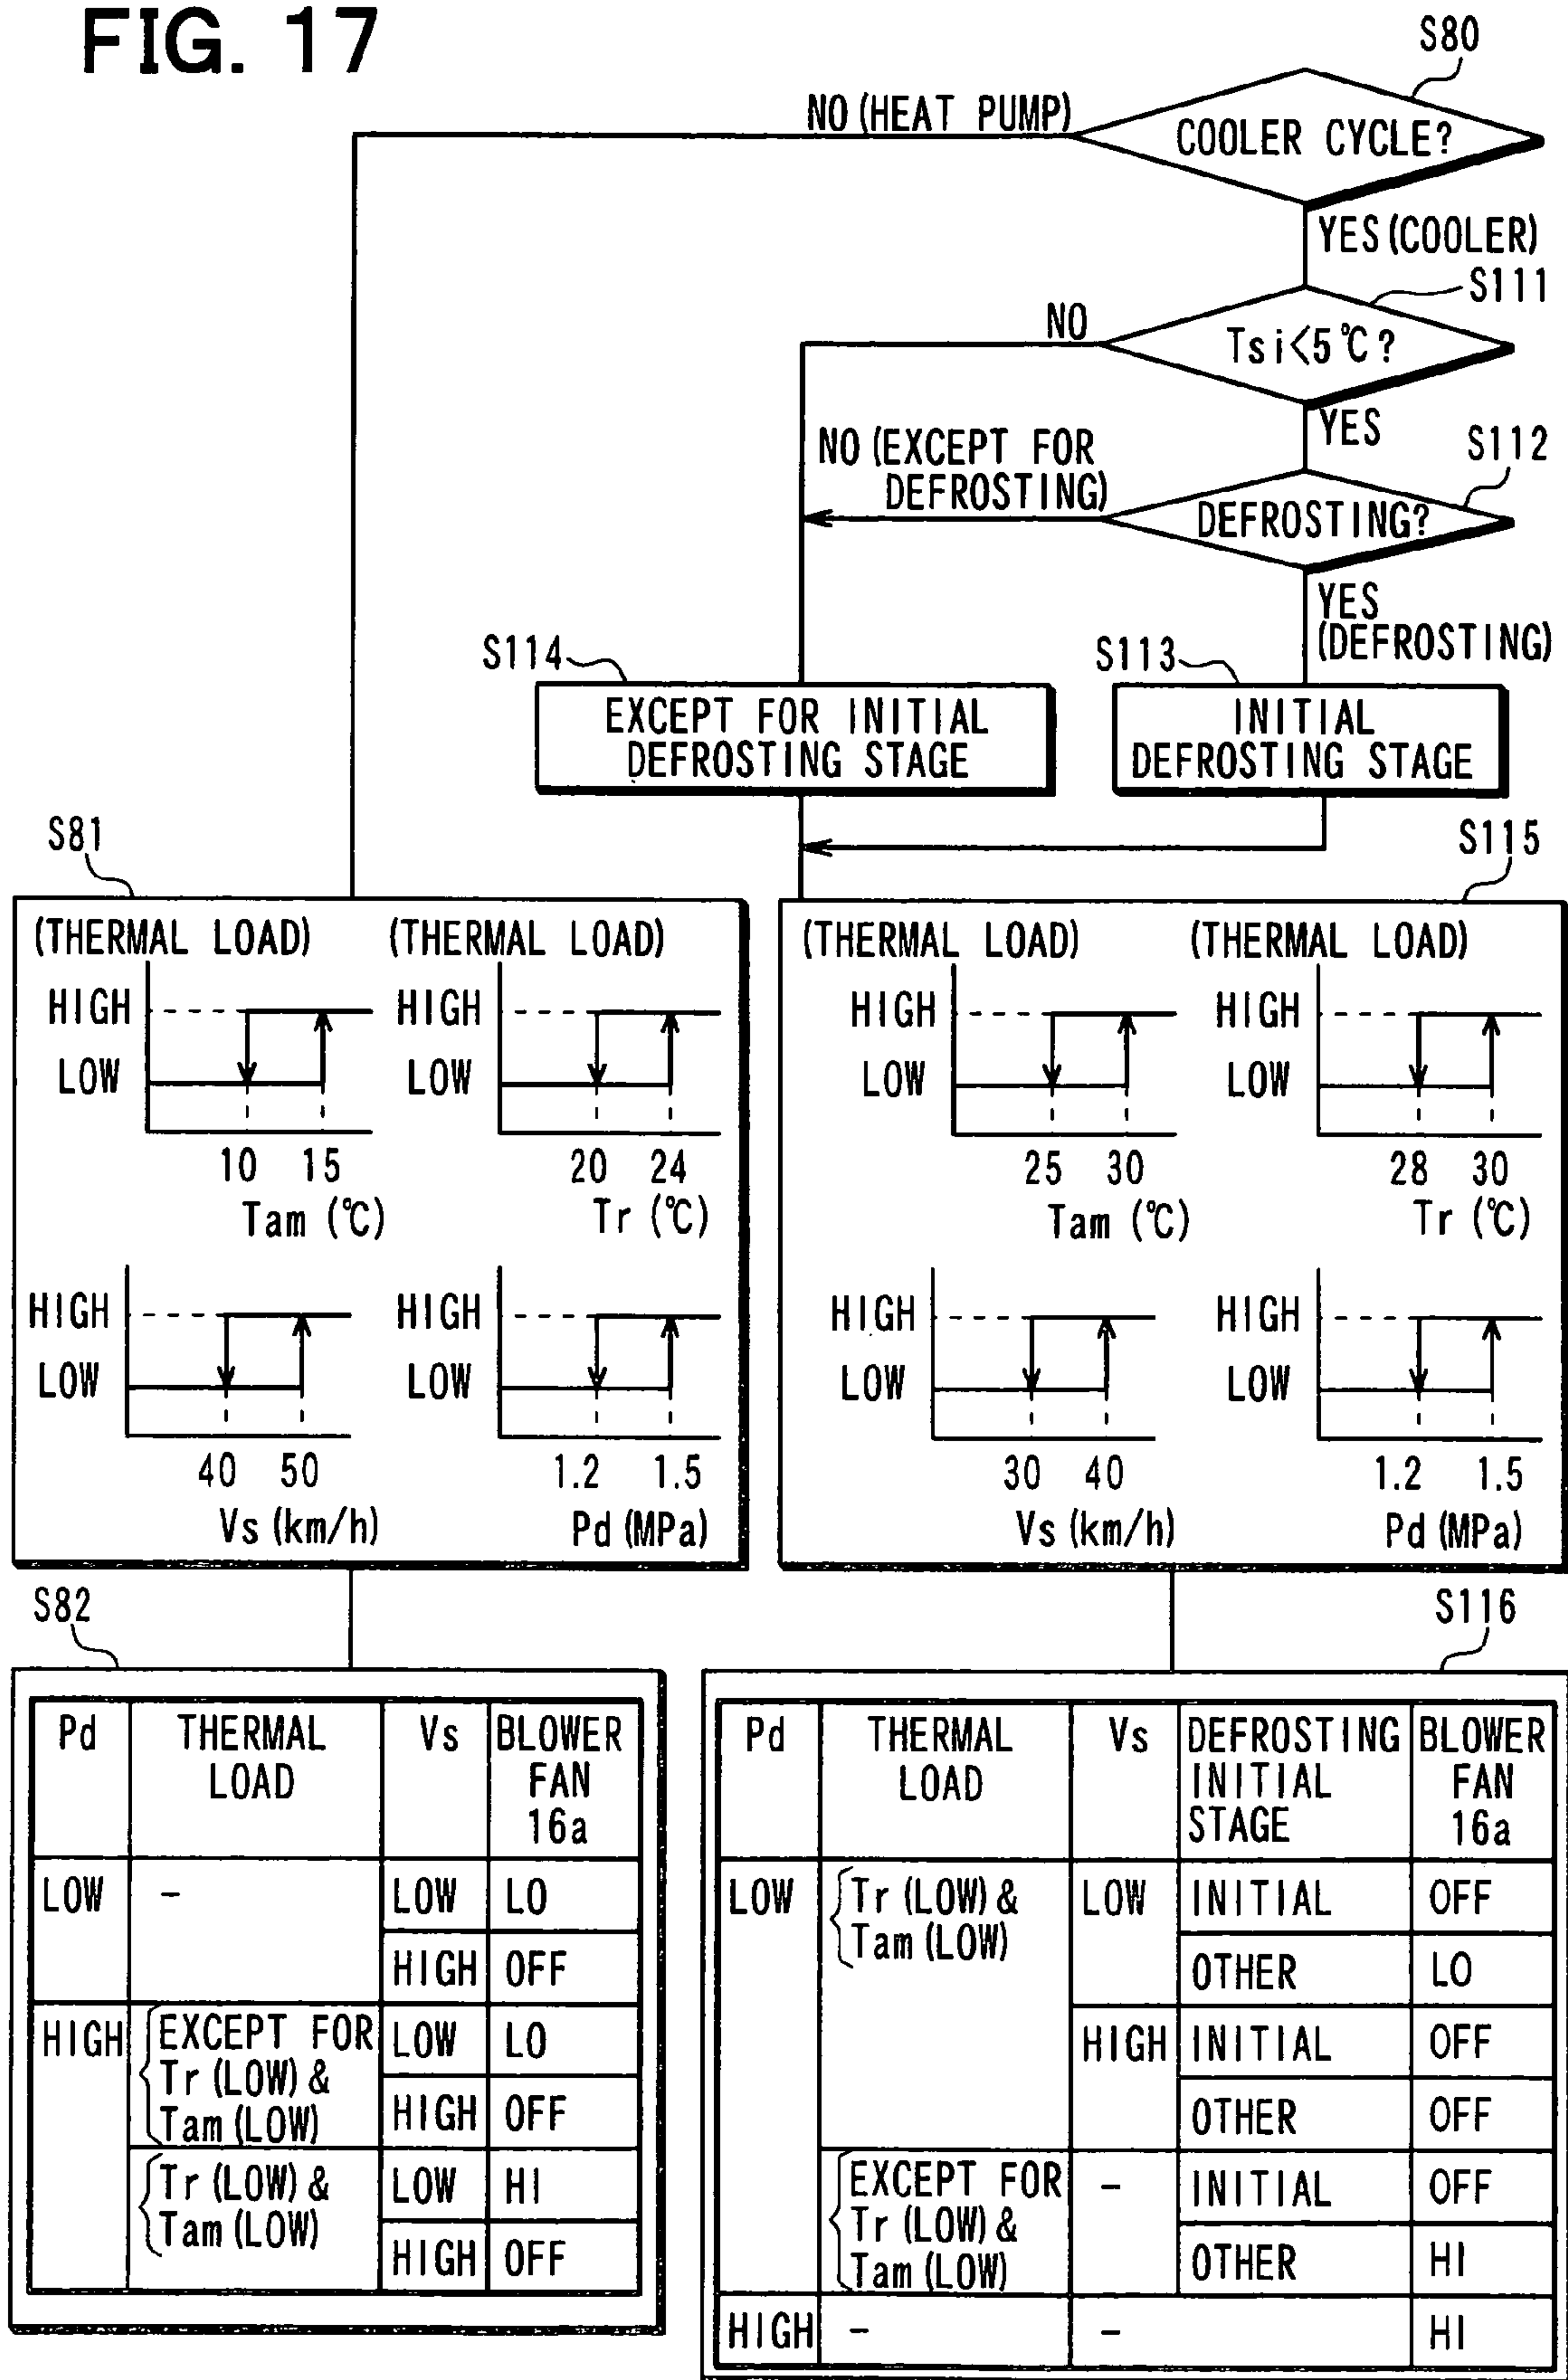 FIG. 17
S80
NO (HEAT PUMP)
COOLER CYCLE?
YES (COOLER)
S111
NO
Tsi<5℃?
YES
S112
NO (EXCEPT FOR
DEFROSTING)
DEFROSTING?
YES
(DEFROSTING)
S114
EXCEPT FOR INITIAL
DEFROSTING STAGE
S113
INITIAL
DEFROSTING STAGE
S81
(THERMAL LOAD)
HIGH
LOW
10 15
Tam (℃)
(THERMAL LOAD)
HIGH
LOW
20 24
Tr (℃)
HIGH
LOW
40 50
Vs (km/h)
HIGH
LOW
1.2 1.5
Pd (MPa)
S115
(THERMAL LOAD)
HIGH
LOW
25 30
Tam (℃)
(THERMAL LOAD)
HIGH
LOW
28 30
Tr (℃)
HIGH
LOW
30 40
Vs (km/h)
HIGH
LOW
1.2 1.5
Pd (MPa)
S82
Pd
THERMAL
LOAD
Vs
BLOWER
FAN
16a
LOW
-
LOW
LO
HIGH
OFF
HIGH
EXCEPT FOR
Tr (LOW) &
Tam (LOW)
LOW
LO
HIGH
OFF
Tr (LOW) &
Tam (LOW)
LOW
HI
HIGH
OFF
S116
Pd
THERMAL
LOAD
Vs
DEFROSTING
INITIAL
STAGE
BLOWER
FAN
16a
LOW
Tr (LOW) &
Tam (LOW)
LOW
INITIAL
OFF
OTHER
LO
HIGH
INITIAL
OFF
OTHER
OFF
EXCEPT FOR
Tr (LOW) &
Tam (LOW)
-
INITIAL
OFF
OTHER
HI
HIGH
-
-
HI